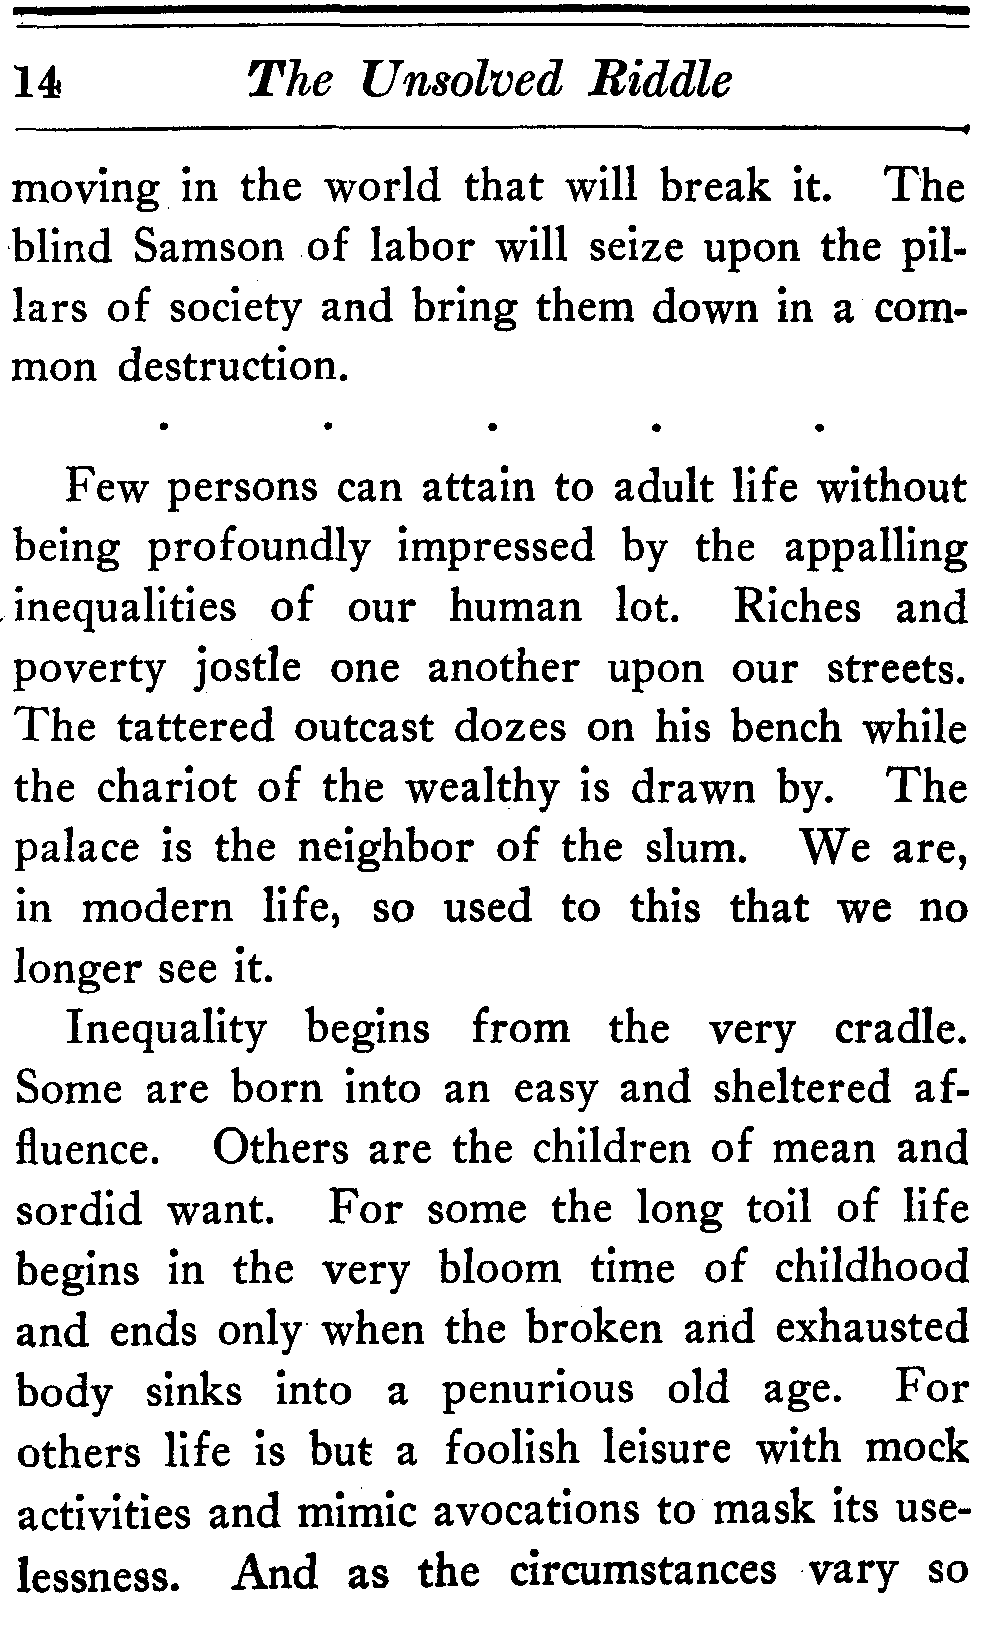 14 The Unsolved Riddle
moving in the world that will break it. The
blind Samson of labor will seize upon the pil-
lars of society and bring them down in a com-
mon destruction.
. . . . .
Few persons can attain to adult life without
being profoundly impressed by the appalling
inequalities of our human lot. Riches and
poverty jostle one another upon our streets.
The tattered outcast dozes on his bench while
the chariot of the wealthy is drawn by. The
palace is the neighbor of the slum. We are,
in modern life, so used to this that we no
longer see it.
Inequality begins from the very cradle.
Some are born into an easy and sheltered af-
fluence. Others are the children of mean and
sordid want. For some the long toil of life
begins in the very bloom time of childhood
and ends only when the broken and exhausted
body sinks into a penurious old age. For
others life is but a foolish leisure with mock
activities and mimic avocations to mask its use-
lessness. And as the circumstances vary so